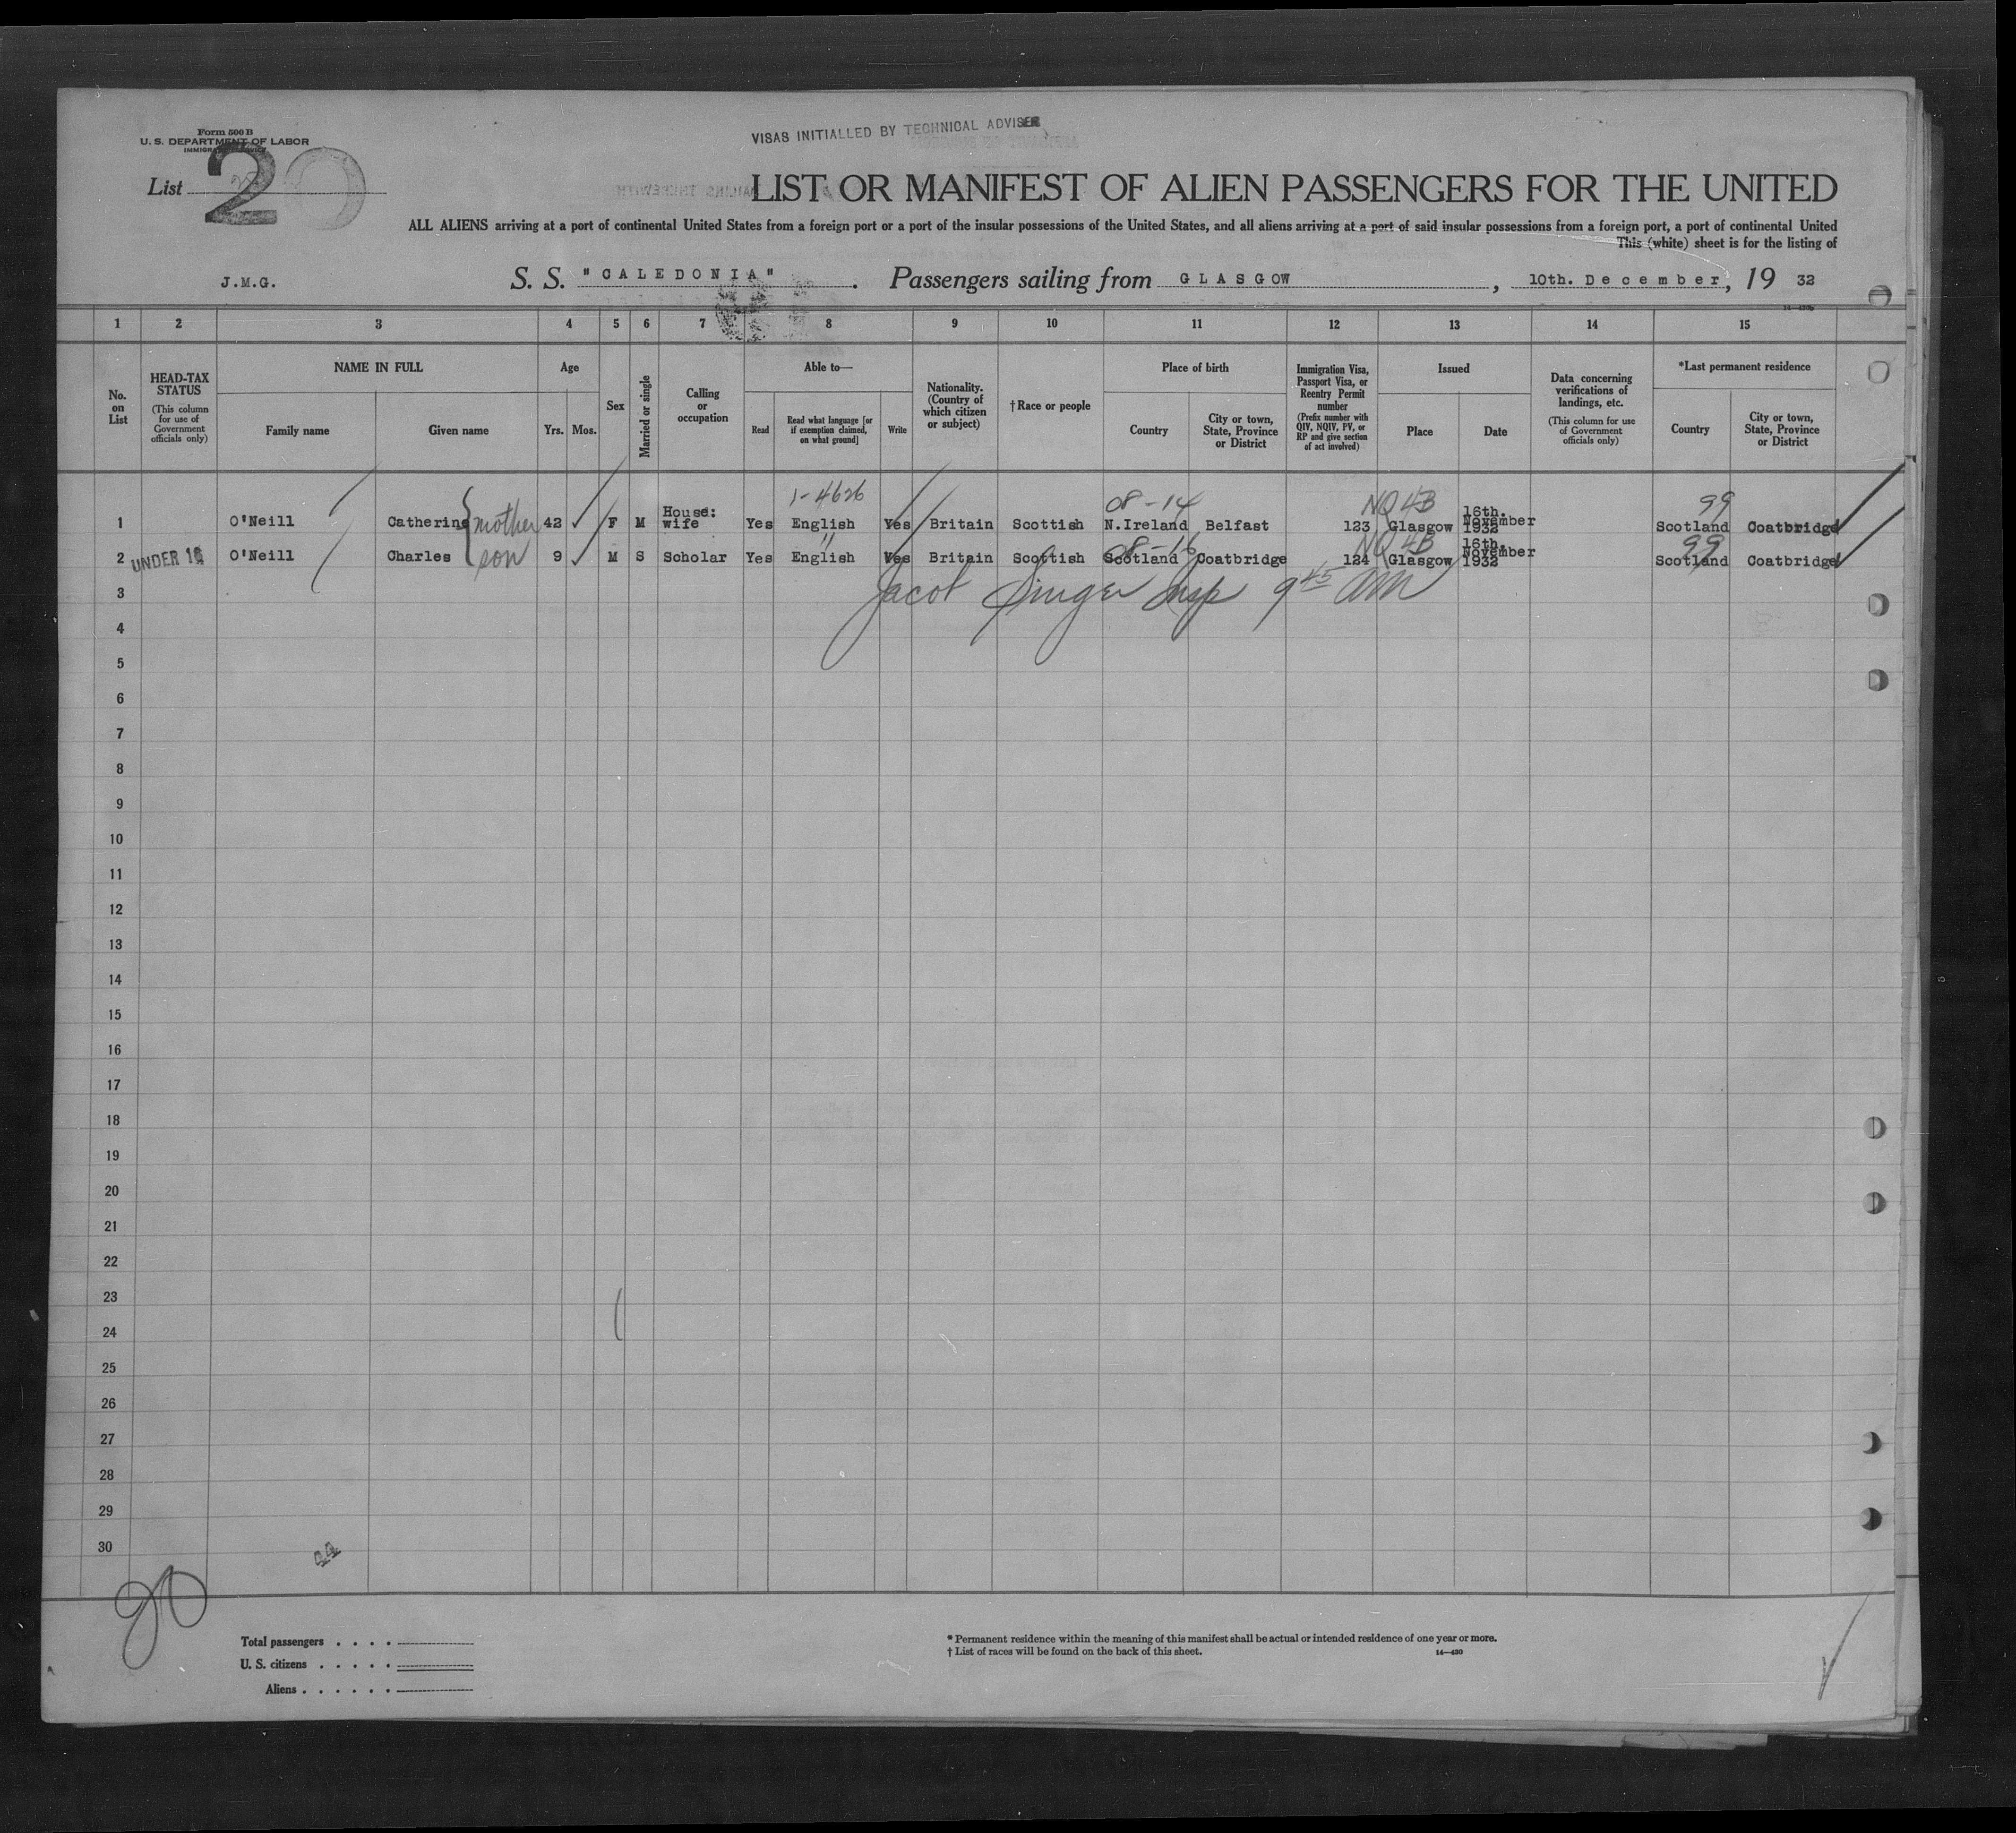 Form 500 B
U. S. DEPARTMENT OF LABOR
IMMIGRATION SERVICE
VISAS INITIALLED BY TECHNICAL ADVISER
List 2
LIST OR MANIFEST OF ALIEN PASSENGERS FOR THE UNITED
ALL ALIENS arriving at a port of continental United States from a foreign port or a part of the insular possessions of the United States, and all aliens arriving at a port of said insular possessions from a foreign port, a part of continental United
This (white) sheet is for the listing of
J.M.G. S. S. "CALEDONIA" . Passengers sailing from GLASGOW , 10th. December, 19 32
1 2 3 4 5 6 7 8 9 10 11 12 13 14 15
No. on List
HEAD-TAX STATUS
(This column for use of Government officials only)
NAME IN FULL
Family name Given name
Age
Yrs. Mos.
Sex
Married or single
Calling or occupation
Able to—
Read
Read what language [or if exemption claimed, on what ground]
Write
Nationality. (Country of which citizen or subject)
†Race or people
Place of birth
Country
City or town, State, Province or District
Immigration Visa, Passport Visa, or Reentry Permit number
(Prefix number with QIV, NQIV, PV, or RP and give section of act involved)
Issued
Place Date
Data concerning verifications of landings, etc.
(This column for use of Government officials only)
*Last permanent residence
Country
City or town, State, Province or District
1-4626 08-14 NQ 4B 99
1 O'Neill Catherine mother 42 F M House: wife Yes English Yes Britain Scottish N.Ireland Belfast 123 Glasgow 16th. November 1932 Scotland Coatbridge
" 08-16 NQ 4B 99
2 UNDER 16 O'Neill Charles son 9 M S Scholar Yes English Yes Britain Scottish Scotland Coatbridge 124 Glasgow 16th. November 1932 Scotland Coatbridge
3 Jacob Singer Insp 9 45 AM
4
5
6
7
8
9
10
11
12
13
14
15
16
17
18
19
20
21
22
23
24
25
26
27
28
29
30
44
20
Total passengers . . . .
U. S. citizens . . . . .
Aliens . . . . . .
* Permanent residence within the meaning of this manifest shall be actual or intended residence of one year or more.
† List of races will be found on the back of this sheet.
14—430